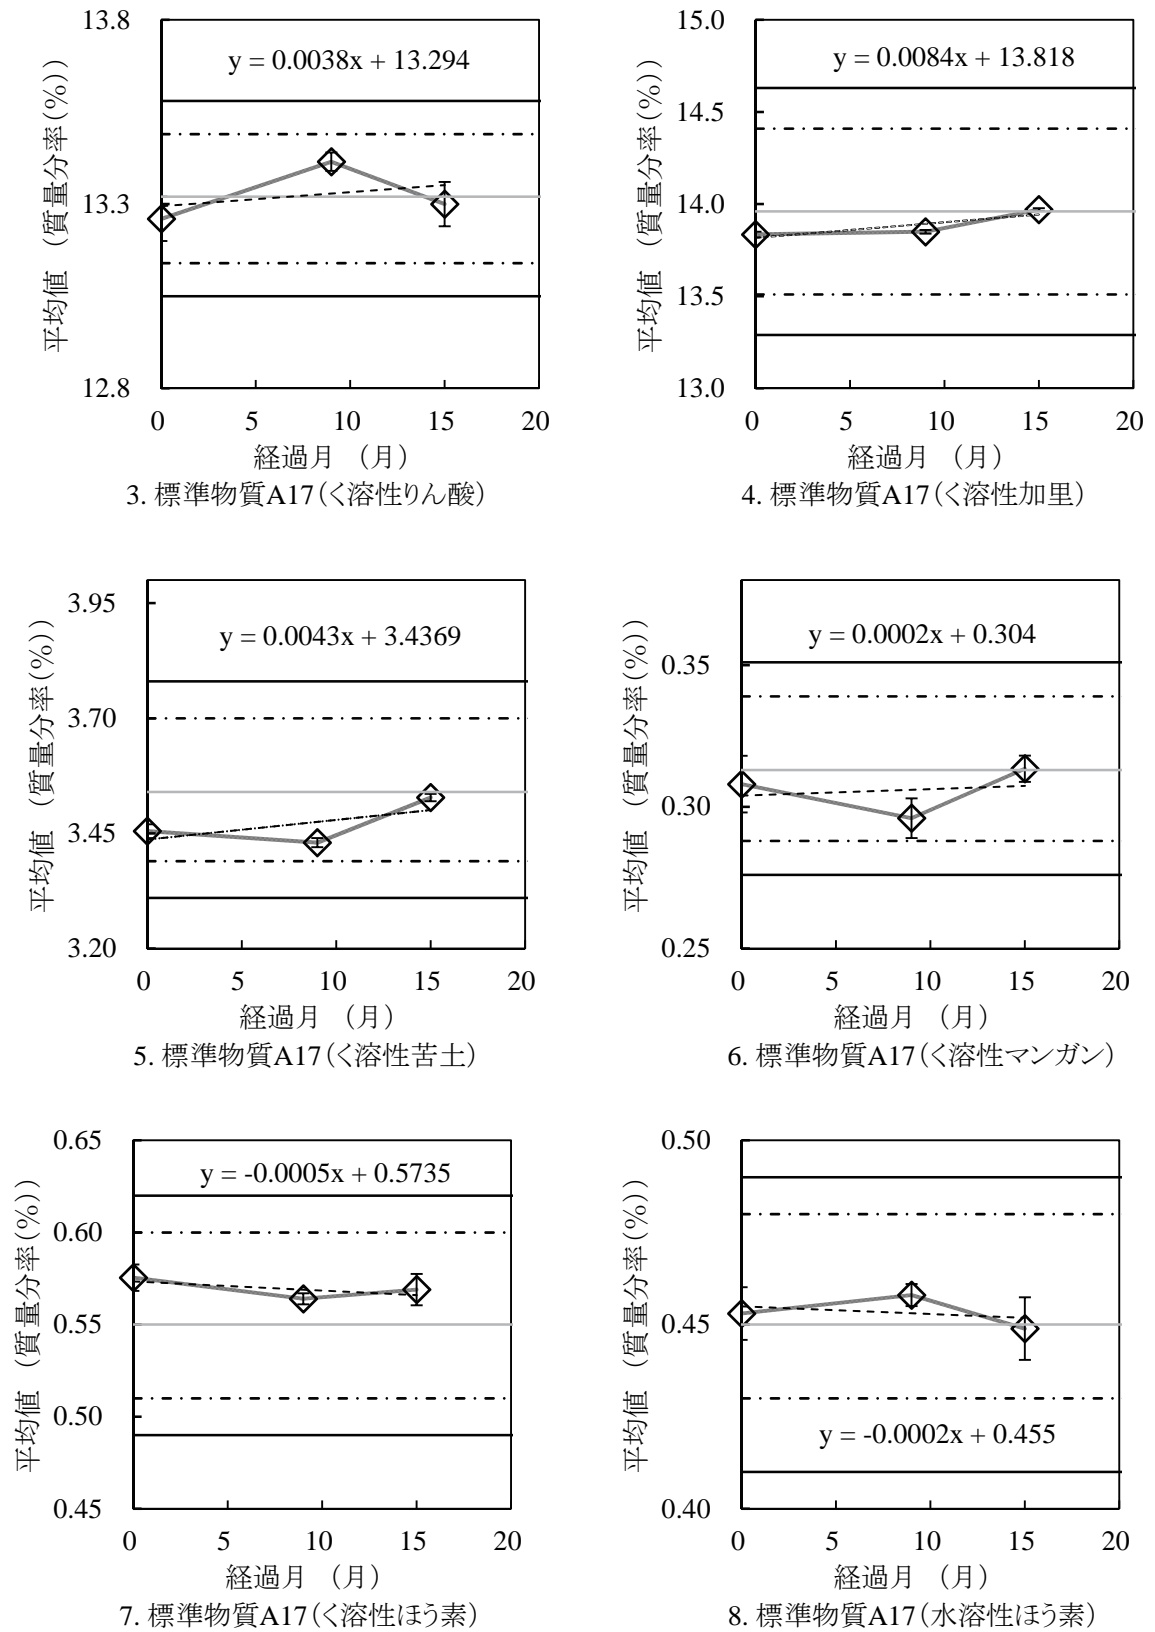 平均値 (質量分率(%))
13.8
13.3
12.8
y = 0.0038x + 13.294
0 5 10 15 20
経過月 (月)
3. 標準物質A17(く溶性りん酸)
平均値 (質量分率(%))
15.0
14.5
14.0
13.5
13.0
y = 0.0084x + 13.818
0 5 10 15 20
経過月 (月)
4. 標準物質A17(く溶性加里)
平均値 (質量分率(%))
3.95
3.70
3.45
3.20
y = 0.0043x + 3.4369
0 5 10 15 20
経過月 (月)
5. 標準物質A17(く溶性苦土)
平均値 (質量分率(%))
0.35
0.30
0.25
y = 0.0002x + 0.304
0 5 10 15 20
経過月 (月)
6. 標準物質A17(く溶性マンガン)
平均値 (質量分率(%))
0.65
0.60
0.55
0.50
0.45
y = -0.0005x + 0.5735
0 5 10 15 20
経過月 (月)
7. 標準物質A17(く溶性ほう素)
平均値 (質量分率(%))
0.50
0.45
0.40
y = -0.0002x + 0.455
0 5 10 15 20
経過月 (月)
8. 標準物質A17(水溶性ほう素)